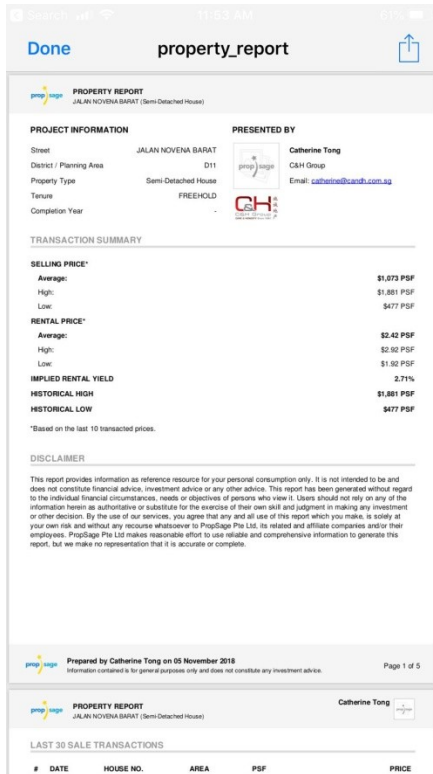 Search
11:53 AM
61%
Done
property_report
prop sage
PROPERTY REPORT
JALAN NOVENA BARAT (Semi-Detached House)
PROJECT INFORMATION
PRESENTED BY
Street JALAN NOVENA BARAT
District / Planning Area D11
Property Type Semi-Detached House
Tenure FREEHOLD
Completion Year -
prop sage
Catherine Tong
C&H Group
Email: catherine@candh.com.sg
C&H
C&H Group
TRANSACTION SUMMARY
SELLING PRICE*
Average: $1,073 PSF
High: $1,881 PSF
Low: $477 PSF
RENTAL PRICE*
Average: $2.42 PSF
High: $2.92 PSF
Low: $1.92 PSF
IMPLIED RENTAL YIELD 2.71%
HISTORICAL HIGH $1,881 PSF
HISTORICAL LOW $477 PSF
*Based on the last 10 transacted prices.
DISCLAIMER
This report provides information as reference resource for your personal consumption only. It is not intended to be and
does not constitute financial advice, investment advice or any other advice. This report has been generated without regard
to the individual financial circumstances, needs or objectives of persons who view it. Users should not rely on any of the
information herein as authoritative or substitute for the exercise of their own skill and judgment in making any investment
or other decision. By the use of our services, you agree that any and all use of this report which you make, is solely at
your own risk and without any recourse whatsoever to PropSage Pte Ltd, its related and affiliate companies and/or their
employees. PropSage Pte Ltd makes reasonable effort to use reliable and comprehensive information to generate this
report, but we make no representation that it is accurate or complete.
prop sage
Prepared by Catherine Tong on 05 November 2018
Information contained is for general purposes only and does not constitute any investment advice.
Page 1 of 5
prop sage
PROPERTY REPORT
JALAN NOVENA BARAT (Semi-Detached House)
Catherine Tong
LAST 30 SALE TRANSACTIONS
# DATE HOUSE NO. AREA PSF PRICE